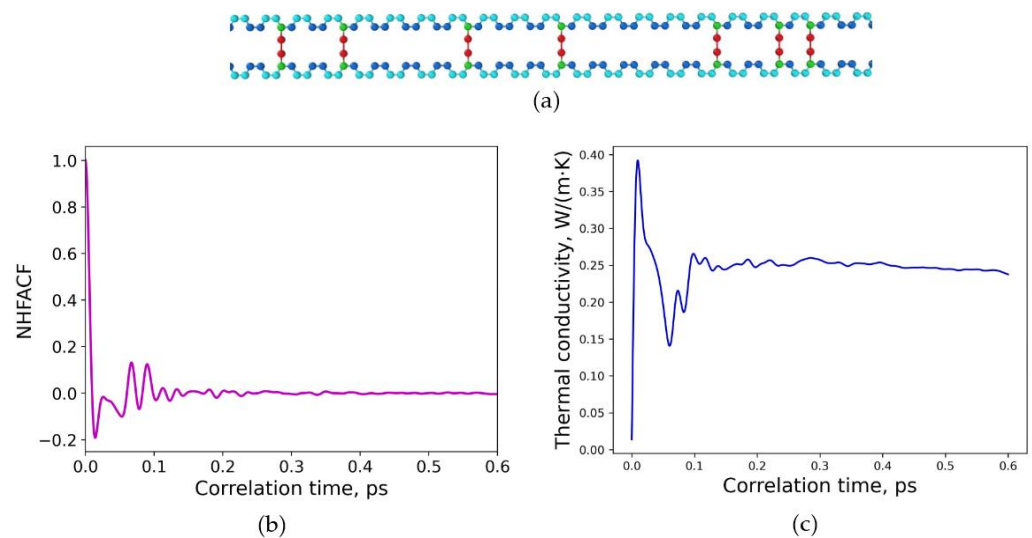 (a)
NHFACF
1.0
0.8
0.6
0.4
0.2
0.0
−0.2
0.0 0.1 0.2 0.3 0.4 0.5 0.6
Correlation time, ps
(b)
Thermal conductivity, W/(m·K)
0.40
0.35
0.30
0.25
0.20
0.15
0.10
0.05
0.00
0.0 0.1 0.2 0.3 0.4 0.5 0.6
Correlation time, ps
(c)